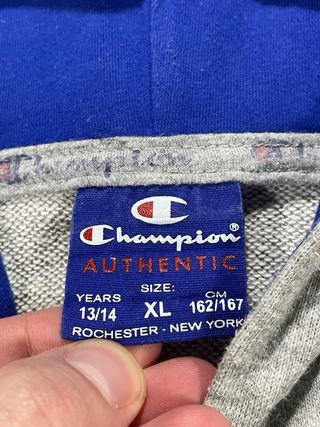 Champion
Champion®
AUTHENTIC
SIZE:
YEARS XL CM
13/14 162/167
ROCHESTER - NEW YORK